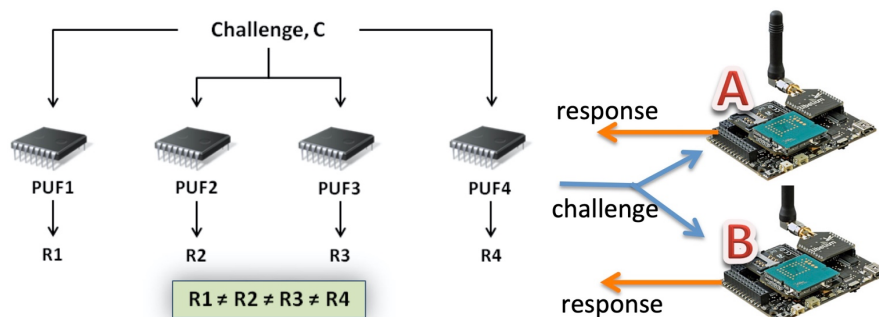 Challenge, C
PUF1 PUF2 PUF3 PUF4
R1 R2 R3 R4
R1 ≠ R2 ≠ R3 ≠ R4
A
response
challenge
B
response